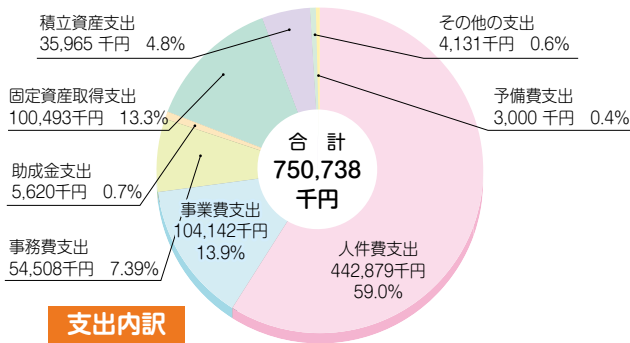 積立資産支出
35,965 千円 4.8%
固定資産取得支出
100,493千円 13.3%
助成金支出
5,620千円 0.7%
事務費支出
54,508千円 7.39%
その他の支出
4,131千円 0.6%
予備費支出
3,000 千円 0.4%
合 計
750,738
千円
事業費支出
104,142千円
13.9%
人件費支出
442,879千円
59.0%
支出内訳